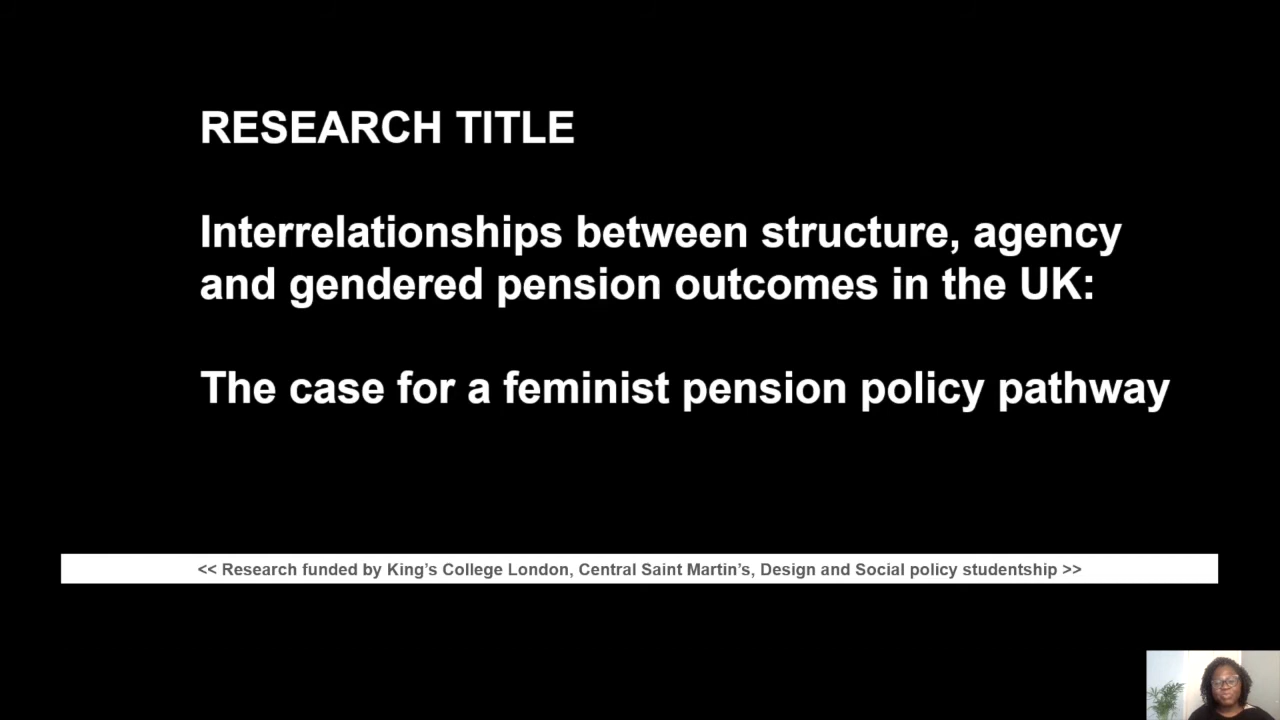 RESEARCH TITLE
Interrelationships between structure, agency
and gendered pension outcomes in the UK:
The case for a feminist pension policy pathway
<< Research funded by King’s College London, Central Saint Martin’s, Design and Social policy studentship >>